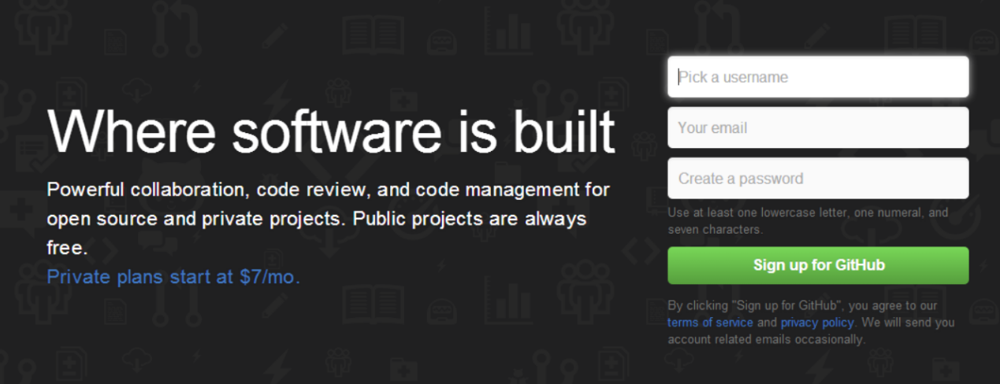 Where software is built
Powerful collaboration, code review, and code management for
open source and private projects. Public projects are always
free.
Private plans start at $7/mo.
Pick a username
Your email
Create a password
Use at least one lowercase letter, one numeral, and
seven characters.
Sign up for GitHub
By clicking "Sign up for GitHub", you agree to our
terms of service and privacy policy. We will send you
account related emails occasionally.